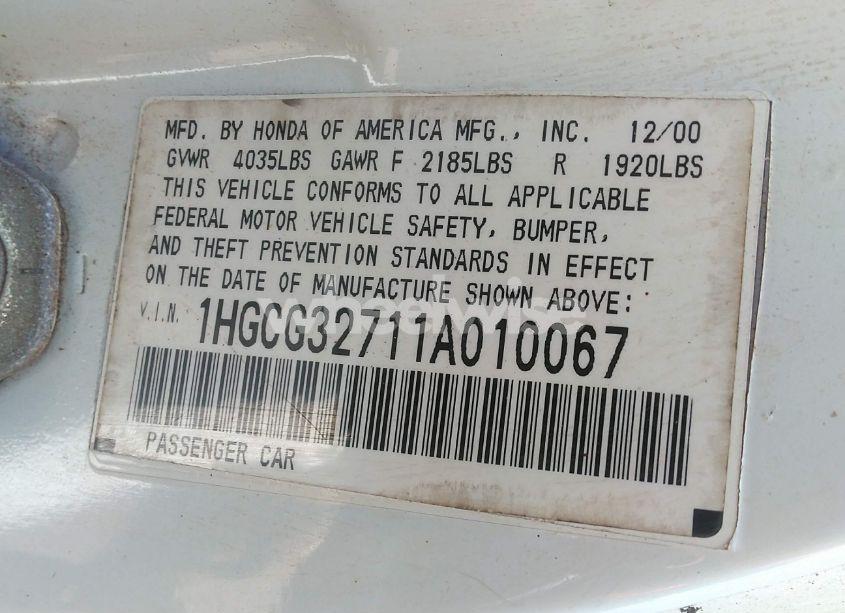 MFD. BY HONDA OF AMERICA MFG., INC. 12/00
GVWR 4035LBS GAWR F 2185LBS R 1920LBS
THIS VEHICLE CONFORMS TO ALL APPLICABLE
FEDERAL MOTOR VEHICLE SAFETY, BUMPER,
AND THEFT PREVENTION STANDARDS IN EFFECT
ON THE DATE OF MANUFACTURE SHOWN ABOVE:
V.I.N. 1HGCG32711A010067
wheelwise
PASSENGER CAR